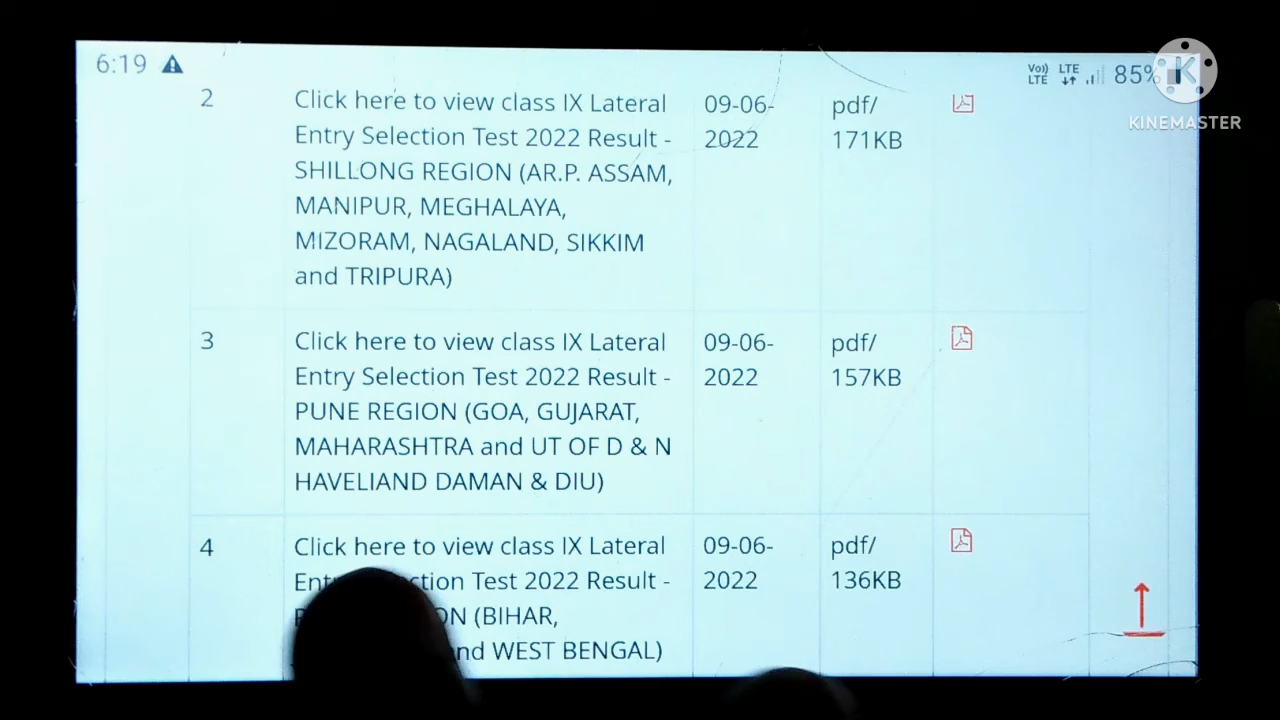 6:19
Vo)) LTE
LTE
85%
KINEMASTER
2
Click here to view class IX Lateral
Entry Selection Test 2022 Result -
SHILLONG REGION (AR.P. ASSAM,
MANIPUR, MEGHALAYA,
MIZORAM, NAGALAND, SIKKIM
and TRIPURA)
09-06-
2022
pdf/
171KB
3
Click here to view class IX Lateral
Entry Selection Test 2022 Result -
PUNE REGION (GOA, GUJARAT,
MAHARASHTRA and UT OF D & N
HAVELIAND DAMAN & DIU)
09-06-
2022
pdf/
157KB
4
Click here to view class IX Lateral
Test 2022 Result -
(BIHAR,
WEST BENGAL)
09-06-
2022
pdf/
136KB